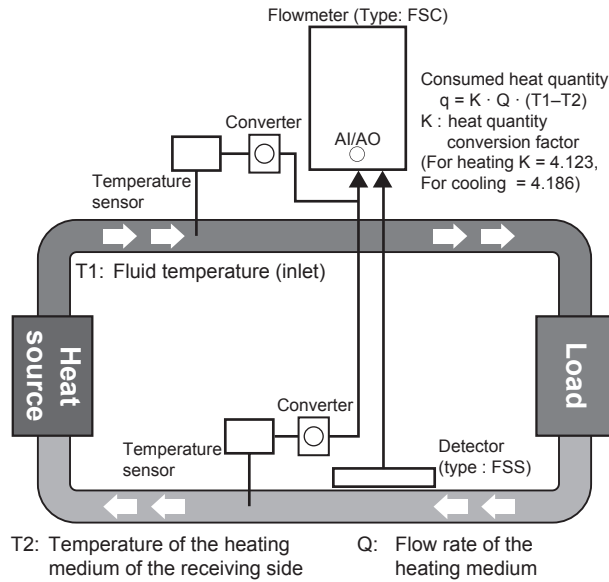 Flowmeter (Type: FSC)
Consumed heat quantity
q = K · Q · (T1–T2)
K : heat quantity
conversion factor
(For heating K = 4.123,
For cooling = 4.186)
Converter
AI/AO
Temperature
sensor
T1: Fluid temperature (inlet)
Heat
source
Load
Converter
Temperature
sensor
Detector
(type : FSS)
T2: Temperature of the heating
medium of the receiving side
Q: Flow rate of the
heating medium